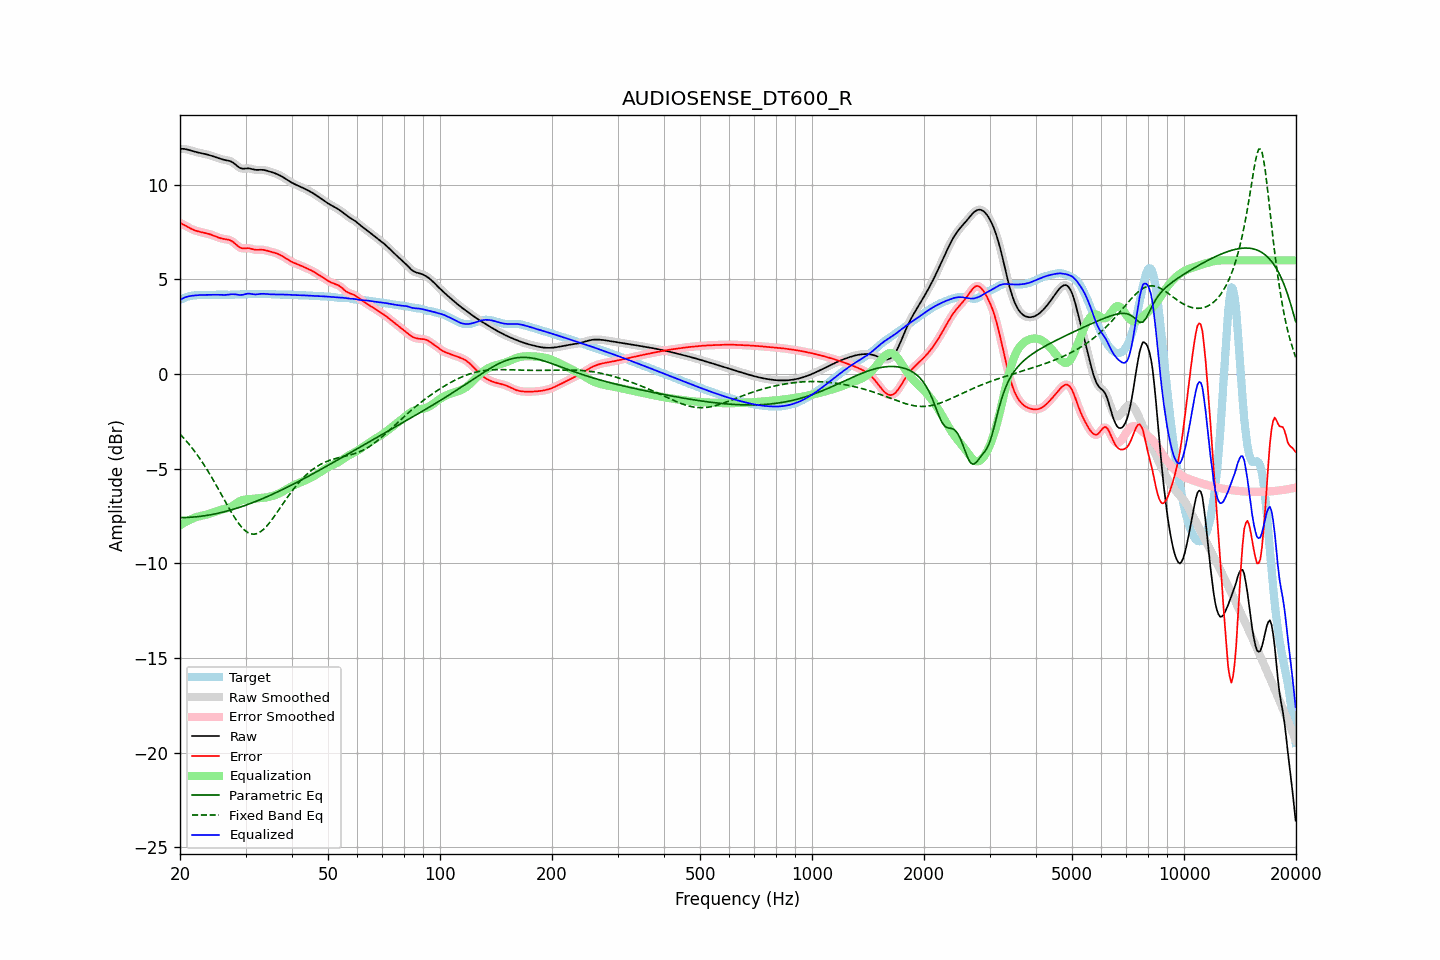 AUDIOSENSE_DT600_R
Amplitude (dBr)
10
5
0
−5
−10
−15
−20
−25
Target
Raw Smoothed
Error Smoothed
Raw
Error
Equalization
Parametric Eq
Fixed Band Eq
Equalized
20 50 100 200 500 1000 2000 5000 10000 20000
Frequency (Hz)